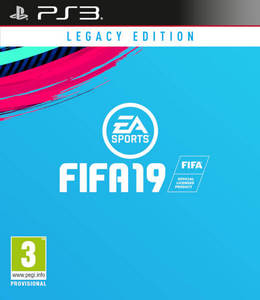 PS3
LEGACY EDITION
EA
SPORTS
FIFA19
FIFA
OFFICIAL
LICENSED
PRODUCT
3
www.pegi.info
PROVISIONAL